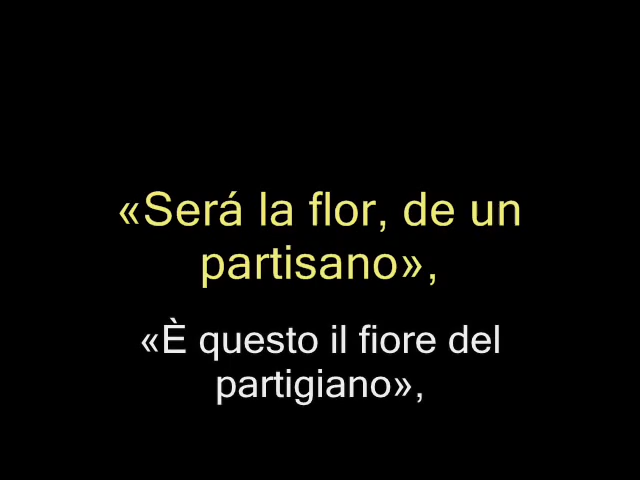 «Será la flor, de un
partisano»,
«È questo il fiore del
partigiano»,